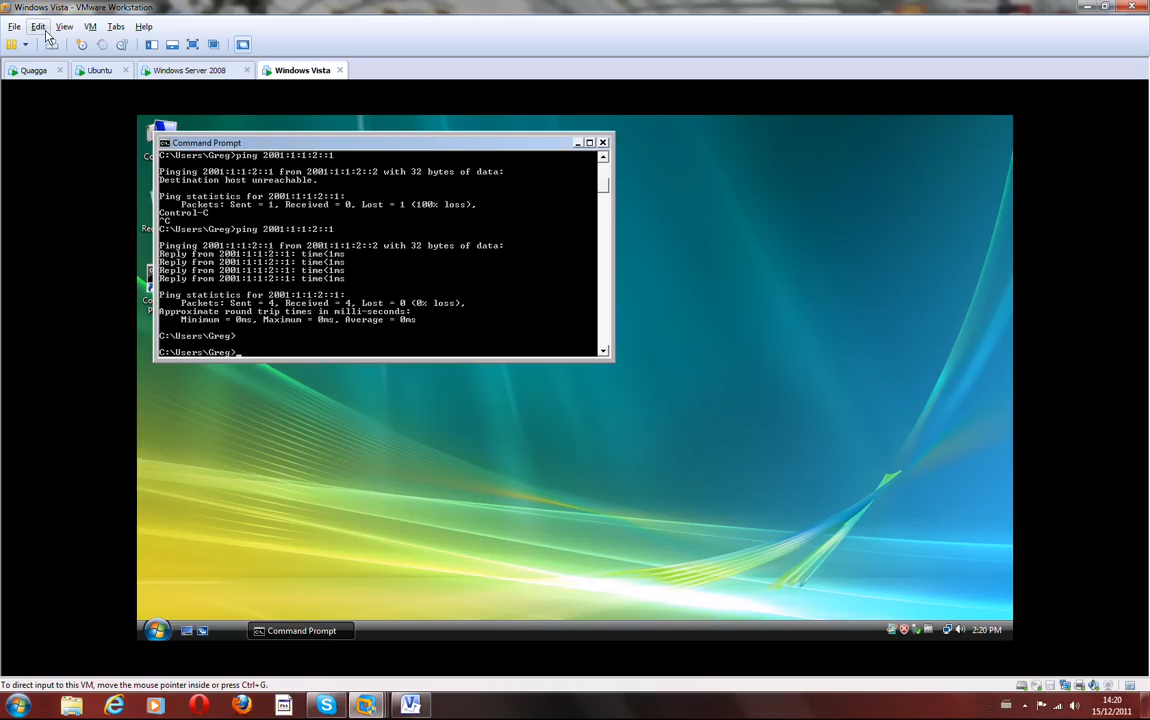 Windows Vista - VMware Workstation
File Edit View VM Tabs Help
Quagga Ubuntu Windows Server 2008 Windows Vista
Command Prompt
C:\Users\Greg>ping 2001:1:1:2::1
Pinging 2001:1:1:2::1 from 2001:1:1:2::2 with 32 bytes of data:
Destination host unreachable.
Ping statistics for 2001:1:1:2::1:
Packets: Sent = 1, Received = 0, Lost = 1 (100% loss),
Control-C
^C
C:\Users\Greg>ping 2001:1:1:2::1
Pinging 2001:1:1:2::1 from 2001:1:1:2::2 with 32 bytes of data:
Reply from 2001:1:1:2::1: time<1ms
Reply from 2001:1:1:2::1: time<1ms
Reply from 2001:1:1:2::1: time<1ms
Reply from 2001:1:1:2::1: time<1ms
Ping statistics for 2001:1:1:2::1:
Packets: Sent = 4, Received = 4, Lost = 0 (0% loss),
Approximate round trip times in milli-seconds:
Minimum = 0ms, Maximum = 0ms, Average = 0ms
C:\Users\Greg>
C:\Users\Greg>_
Command Prompt
2:20 PM
To direct input to this VM, move the mouse pointer inside or press Ctrl+G.
14:20
15/12/2011